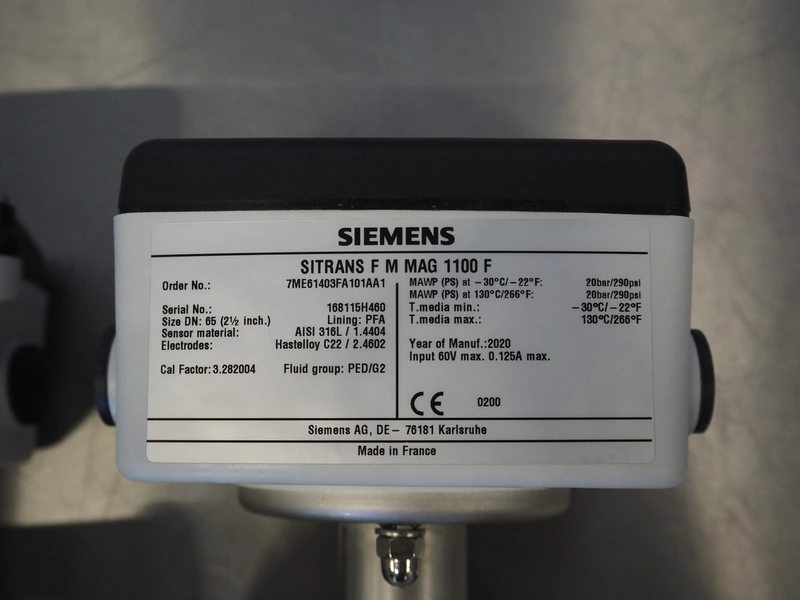 SIEMENS
SITRANS F M MAG 1100 F
Order No.: 7ME61403FA101AA1
Serial No.: 168115H460
Size DN: 65 (2½ inch.) Lining: PFA
Sensor material: AISI 316L / 1.4404
Electrodes: Hastelloy C22 / 2.4602
Cal Factor: 3.282004 Fluid group: PED/G2
MAWP (PS) at –30°C/–22°F: 20bar/290psi
MAWP (PS) at 130°C/266°F: 20bar/290psi
T.media min.: –30°C/–22°F
T.media max.: 130°C/266°F
Year of Manuf.:2020
Input 60V max. 0.125A max.
CE 0200
Siemens AG, DE– 76181 Karlsruhe
Made in France